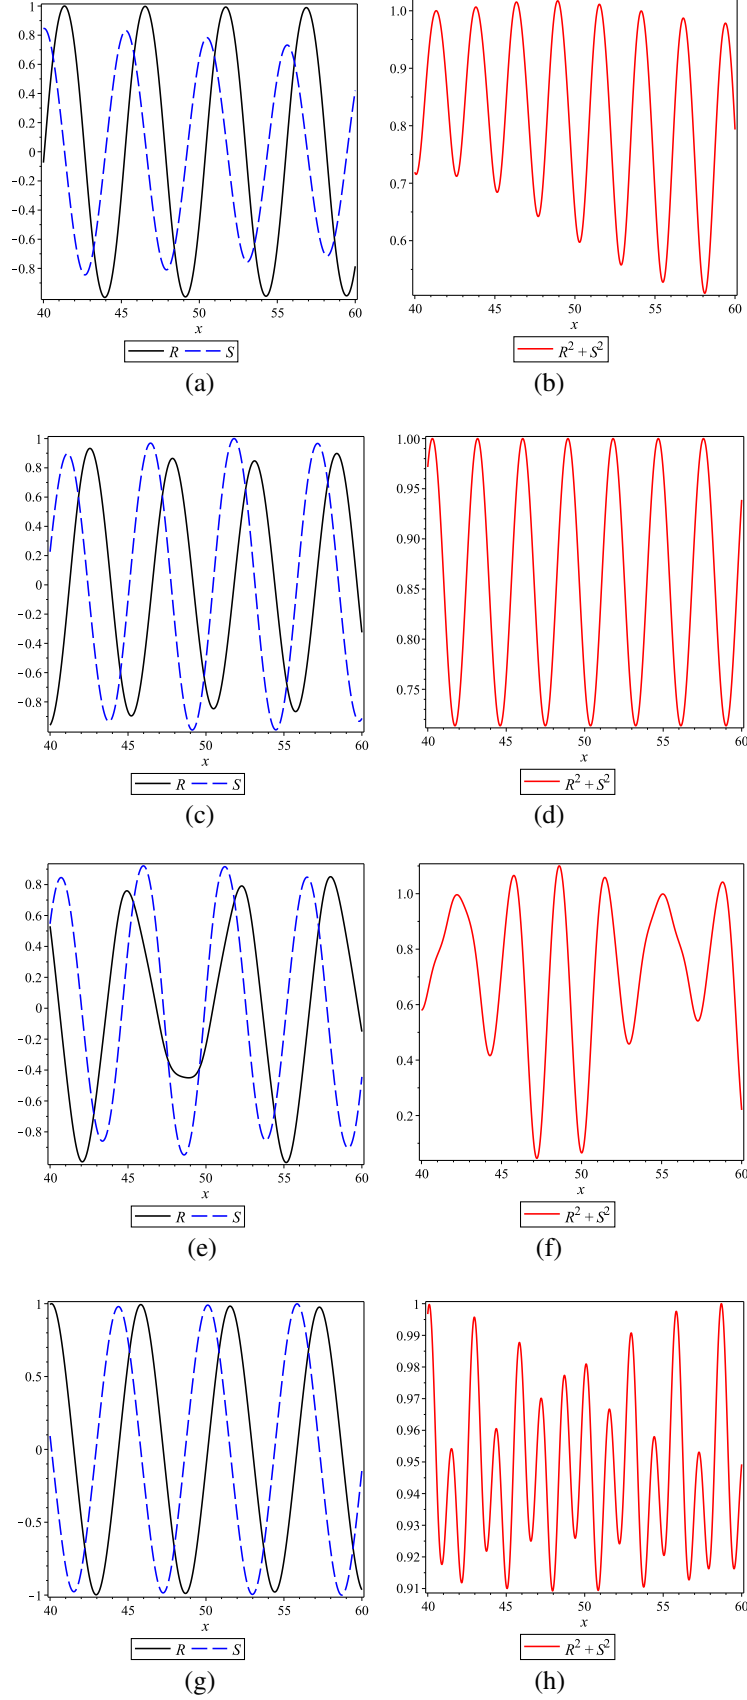 1
0.8
0.6
0.4
0.2
0
−0.2
−0.4
−0.6
−0.8
40 45 50 55 60
x
R S
(a)
1.0
0.9
0.8
0.7
0.6
40 45 50 55 60
x
R² + S²
(b)
1
0.8
0.6
0.4
0.2
0
−0.2
−0.4
−0.6
−0.8
40 45 50 55 60
x
R S
(c)
1.00
0.95
0.90
0.85
0.80
0.75
40 45 50 55 60
x
R² + S²
(d)
0.8
0.6
0.4
0.2
0
−0.2
−0.4
−0.6
−0.8
40 45 50 55 60
x
R S
(e)
1.0
0.8
0.6
0.4
0.2
40 45 50 55 60
x
R² + S²
(f)
1
0.5
0
−0.5
−1
40 45 50 55 60
x
R S
(g)
1
0.99
0.98
0.97
0.96
0.95
0.94
0.93
0.92
0.91
40 45 50 55 60
x
R² + S²
(h)